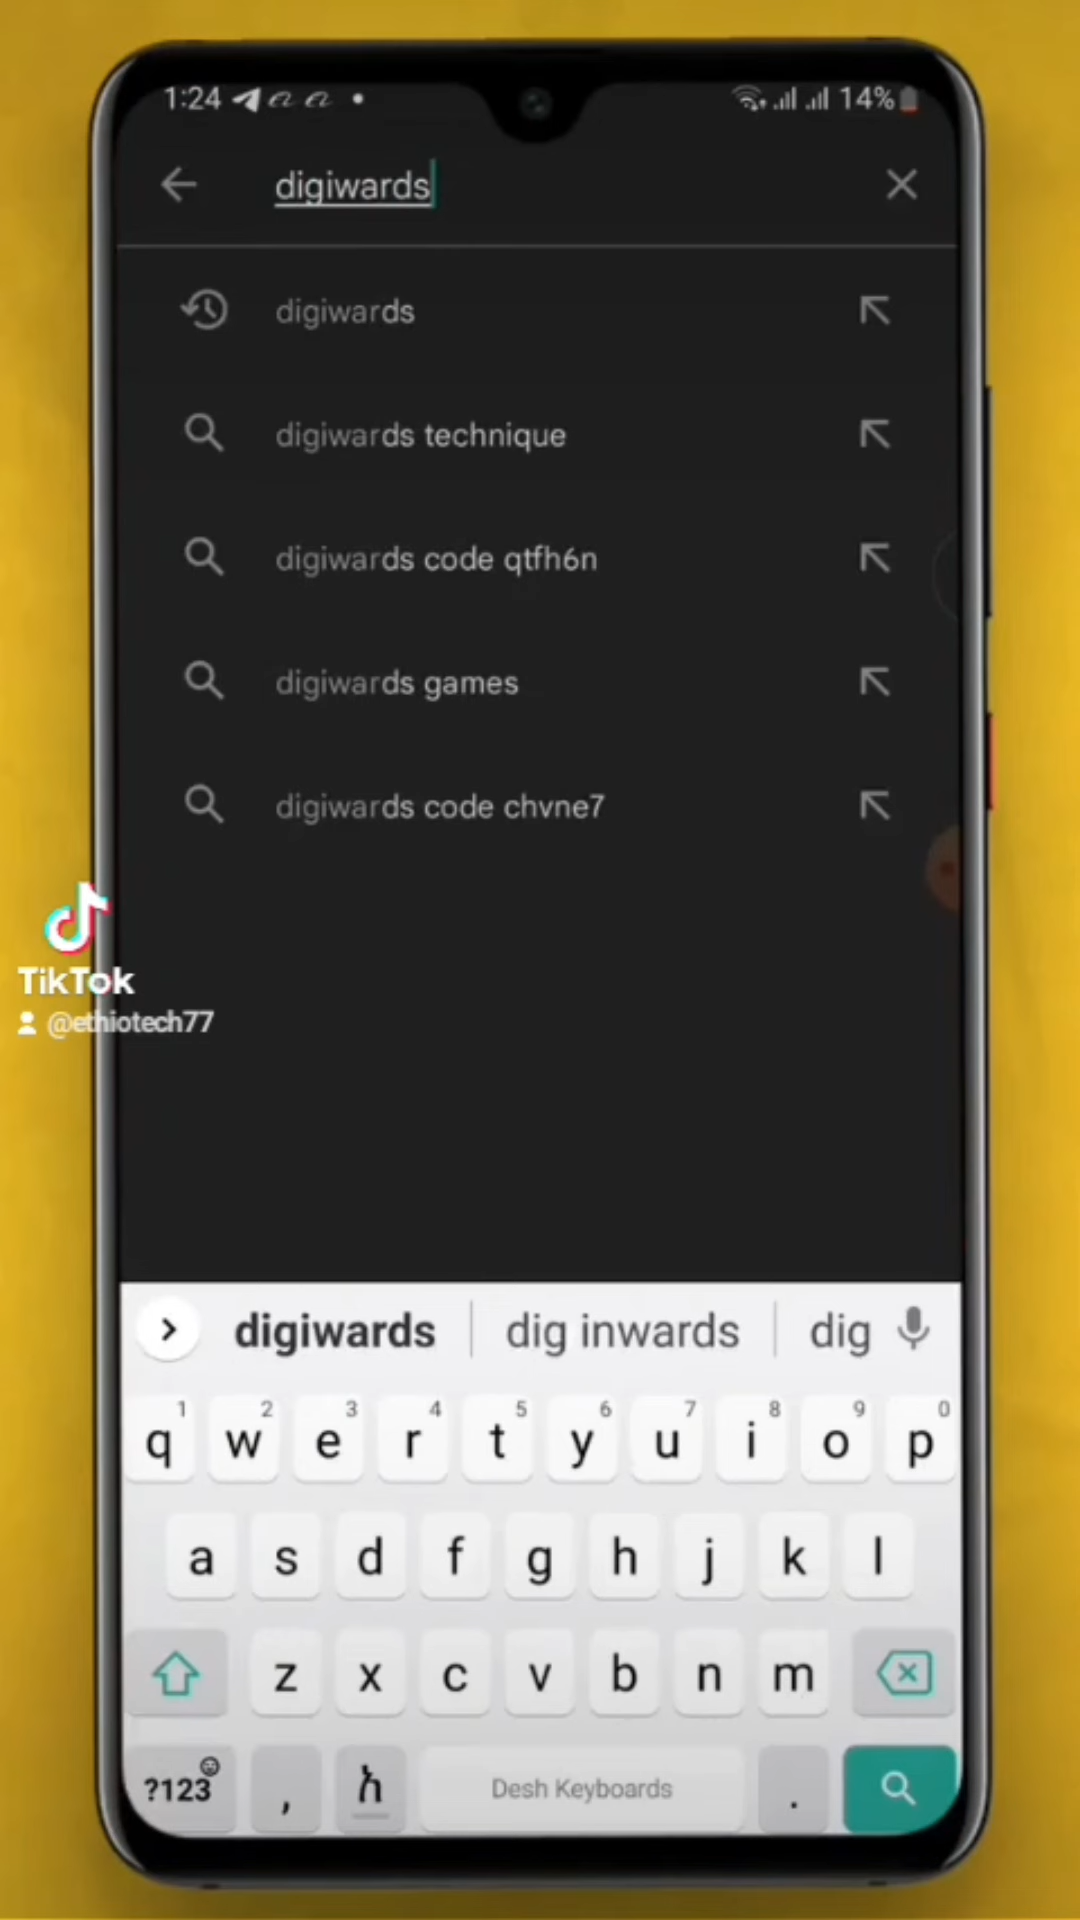 1:24
14%
digiwards
digiwards
digiwards technique
digiwards code qtfh6n
digiwards games
digiwards code chvne7
TikTok
@ethiotech77
digiwards dig inwards dig
1 2 3 4 5 6 7 8 9 0
q w e r t y u i o p
a s d f g h j k l
z x c v b n m
?123 , አ Desh Keyboards .